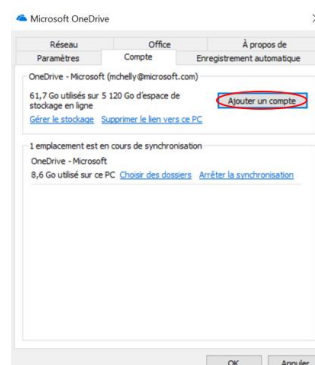 Microsoft OneDrive
Réseau Office À propos de
Paramètres Compte Enregistrement automatique
OneDrive - Microsoft (mchelly@microsoft.com)
61,7 Go utilisés sur 5 120 Go d'espace de
stockage en ligne
Ajouter un compte
Gérer le stockage Supprimer le lien vers ce PC
1 emplacement est en cours de synchronisation
OneDrive - Microsoft
8,6 Go utilisé sur ce PC Choisir des dossiers Arrêter la synchronisation
OK Annuler